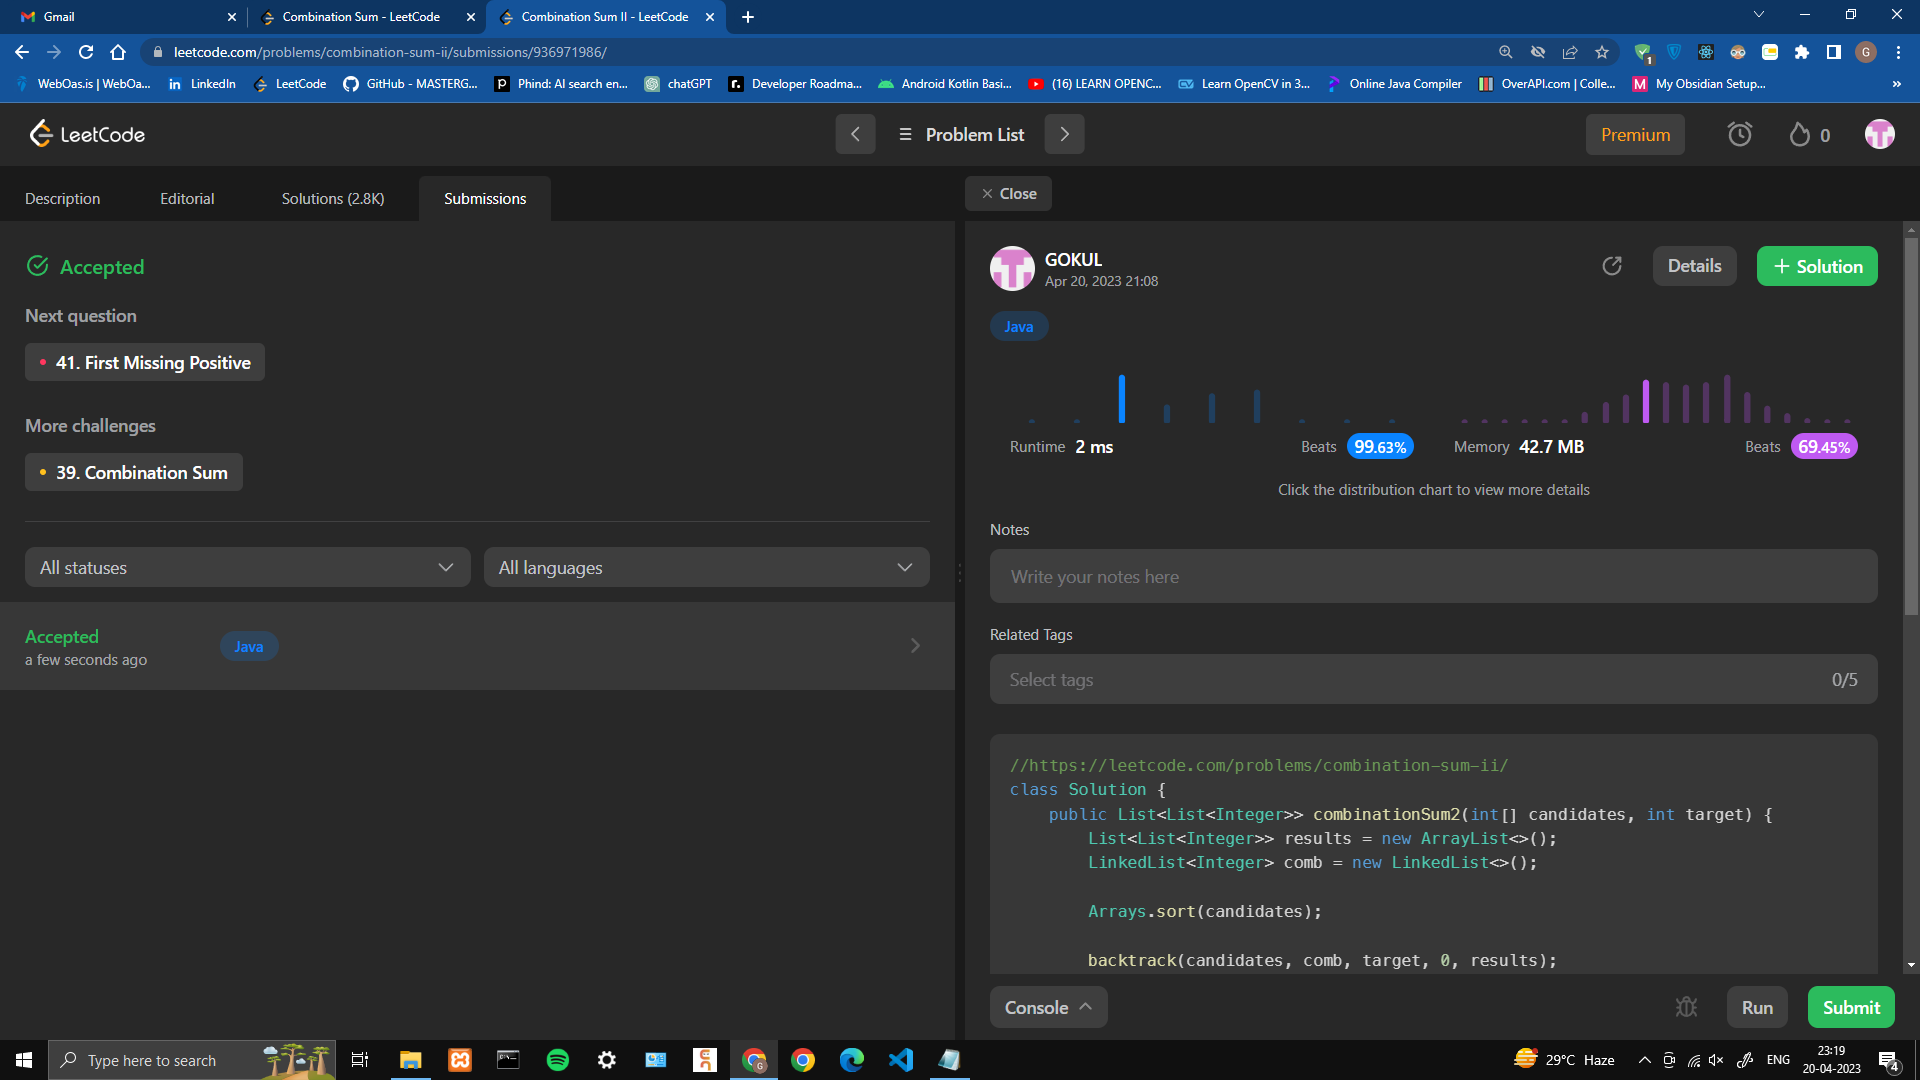 Gmail
Combination Sum - LeetCode
Combination Sum II - LeetCode
leetcode.com/problems/combination-sum-ii/submissions/936971986/
1
G
WebOas.is | WebOa...
LinkedIn
LeetCode
GitHub - MASTERG...
Phind: AI search en...
chatGPT
Developer Roadma...
Android Kotlin Basi...
(16) LEARN OPENC...
Learn OpenCV in 3...
Online Java Compiler
OverAPI.com | Colle...
My Obsidian Setup,...
»
LeetCode
Problem List
Premium
0
Description
Editorial
Solutions (2.8K)
Submissions
Close
Accepted
Next question
41. First Missing Positive
More challenges
39. Combination Sum
All statuses
All languages
Accepted
a few seconds ago
Java
GOKUL
Apr 20, 2023 21:08
Details
+ Solution
Java
Runtime 2 ms
Beats 99.63%
Memory 42.7 MB
Beats 69.45%
Click the distribution chart to view more details
Notes
Write your notes here
Related Tags
Select tags
0/5
//https://leetcode.com/problems/combination-sum-ii/
class Solution {
public List<List<Integer>> combinationSum2(int[] candidates, int target) {
List<List<Integer>> results = new ArrayList<>();
LinkedList<Integer> comb = new LinkedList<>();
Arrays.sort(candidates);
backtrack(candidates, comb, target, 0, results);
Console
Run
Submit
Type here to search
29°C Haze
ENG
23:19
20-04-2023
4